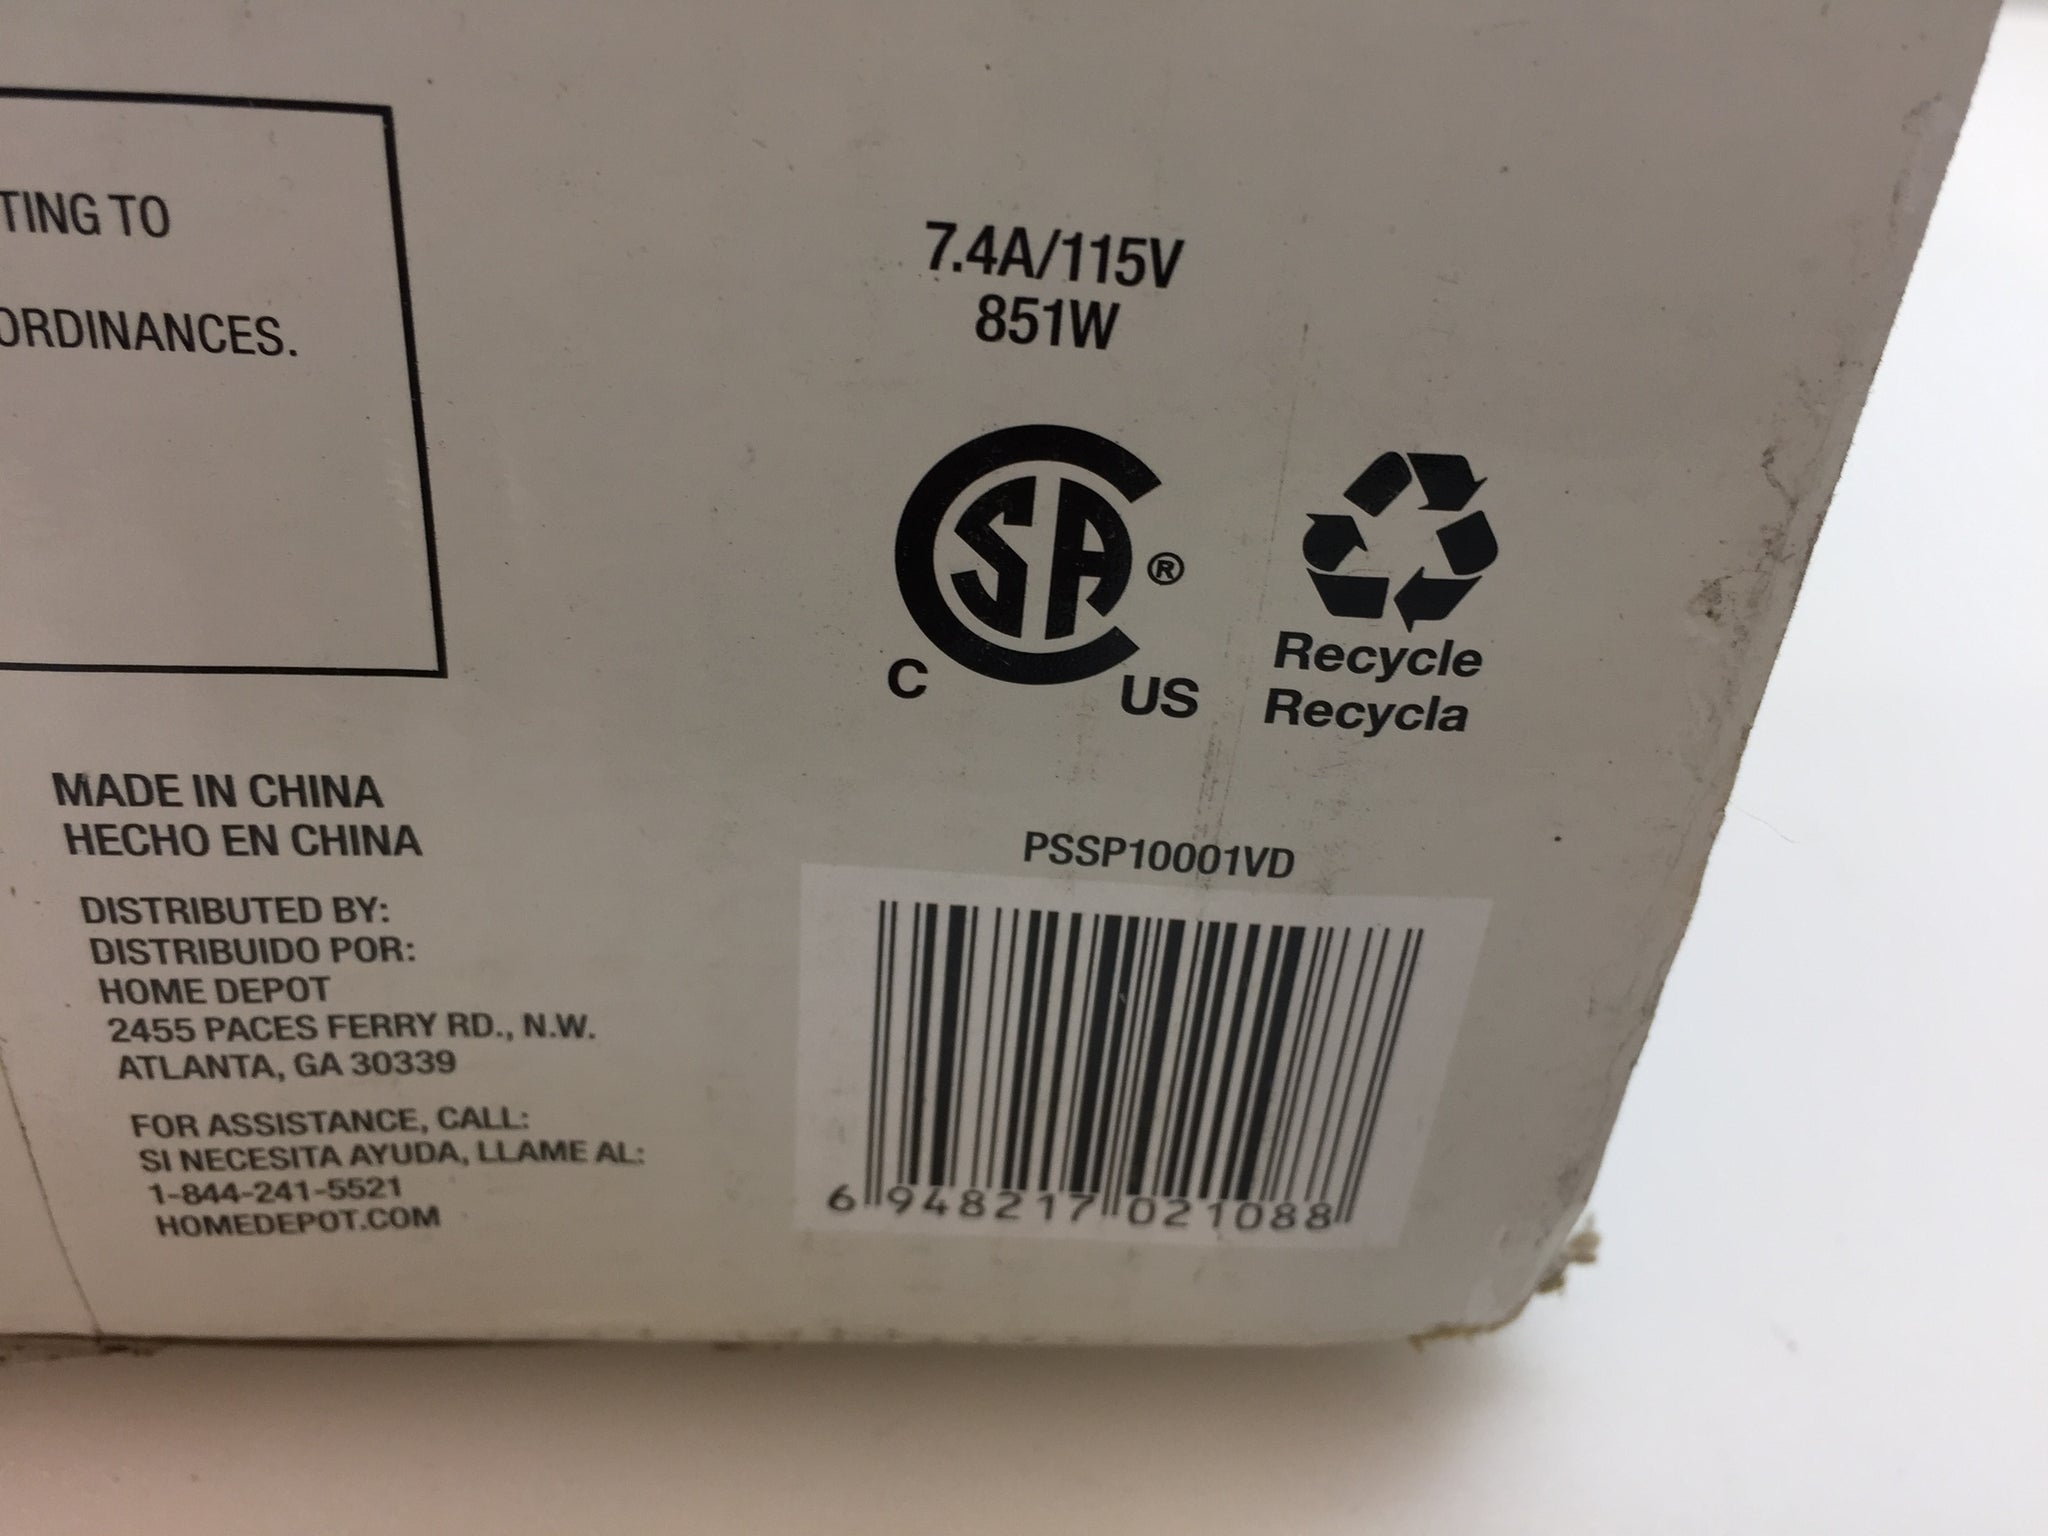 TING TO
ORDINANCES.
7.4A/115V
851W
CSA®
C US
Recycle
Recycla
MADE IN CHINA
HECHO EN CHINA
DISTRIBUTED BY:
DISTRIBUIDO POR:
HOME DEPOT
2455 PACES FERRY RD., N.W.
ATLANTA, GA 30339
FOR ASSISTANCE, CALL:
SI NECESITA AYUDA, LLAME AL:
1-844-241-5521
HOMEDEPOT.COM
PSSP10001VD
6 948217 021088